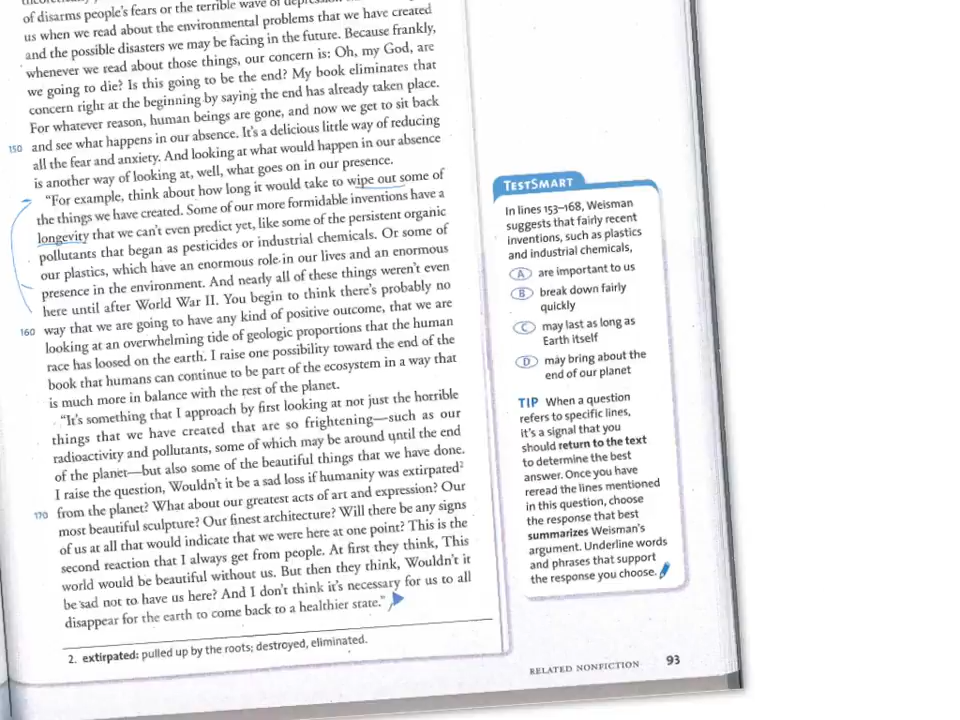 of disarms people's fears or the terrible wave of
us when we read about the environmental problems that we have created
and the possible disasters we may be facing in the future. Because frankly,
whenever we read about those things, our concern is: Oh, my God, are
we going to die? Is this going to be the end? My book eliminates that
concern right at the beginning by saying the end has already taken place.
For whatever reason, human beings are gone, and now we get to sit back
150 and see what happens in our absence. It's a delicious little way of reducing
all the fear and anxiety. And looking at what would happen in our absence
is another way of looking at, well, what goes on in our presence.
"For example, think about how long it would take to wipe out some of
the things we have created. Some of our more formidable inventions have a
longevity that we can't even predict yet, like some of the persistent organic
pollutants that began as pesticides or industrial chemicals. Or some of
our plastics, which have an enormous role in our lives and an enormous
presence in the environment. And nearly all of these things weren't even
here until after World War II. You begin to think there's probably no
160 way that we are going to have any kind of positive outcome, that we are
looking at an overwhelming tide of geologic proportions that the human
race has loosed on the earth. I raise one possibility toward the end of the
book that humans can continue to be part of the ecosystem in a way that
is much more in balance with the rest of the planet.
"It's something that I approach by first looking at not just the horrible
things that we have created that are so frightening—such as our
radioactivity and pollutants, some of which may be around until the end
of the planet—but also some of the beautiful things that we have done.
I raise the question, Wouldn't it be a sad loss if humanity was extirpated²
170 from the planet? What about our greatest acts of art and expression? Our
most beautiful sculpture? Our finest architecture? Will there be any signs
of us at all that would indicate that we were here at one point? This is the
second reaction that I always get from people. At first they think, This
world would be beautiful without us. But then they think, Wouldn't it
be sad not to have us here? And I don't think it's necessary for us to all
disappear for the earth to come back to a healthier state."
2. extirpated: pulled up by the roots; destroyed, eliminated.
TESTSMART
In lines 153–168, Weisman
suggests that fairly recent
inventions, such as plastics
and industrial chemicals,
A are important to us
B break down fairly
quickly
C may last as long as
Earth itself
D may bring about the
end of our planet
TIP When a question
refers to specific lines,
it's a signal that you
should return to the text
to determine the best
answer. Once you have
reread the lines mentioned
in this question, choose
the response that best
summarizes Weisman's
argument. Underline words
and phrases that support
the response you choose.
RELATED NONFICTION 93